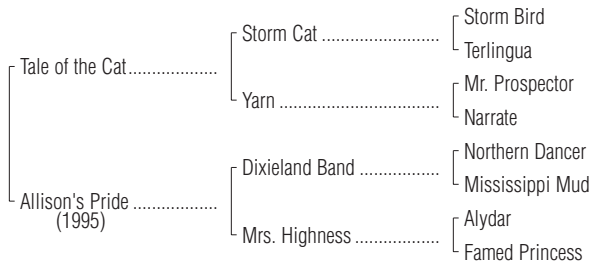 Storm Bird
Storm Cat ........................
Terlingua
Tale of the Cat..................
Mr. Prospector
Yarn .................................
Narrate
Northern Dancer
Dixieland Band ................
Mississippi Mud
Allison's Pride .................
(1995)
Alydar
Mrs. Highness .................
Famed Princess